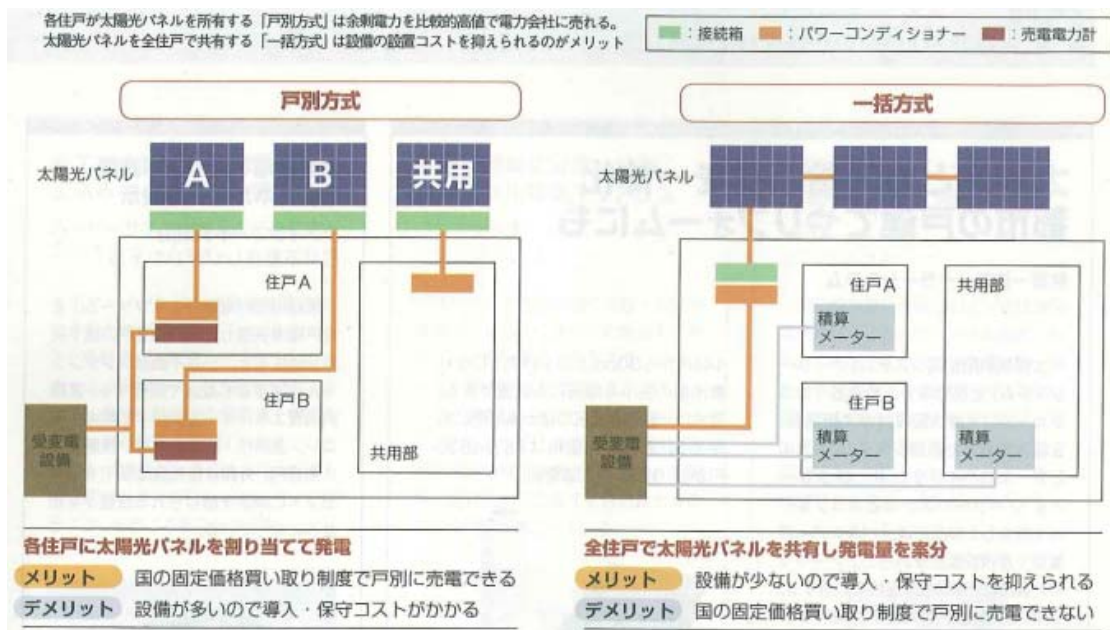 各住戸が太陽光パネルを所有する「戸別方式」は余剰電力を比較的高値で電力会社に売れる。
太陽光パネルを全住戸で共有する「一括方式」は設備の設置コストを抑えられるのがメリット
：接続箱
：パワーコンディショナー
：売電電力計
戸別方式
太陽光パネル
A
B
共用
住戸A
住戸B
受変電
設備
共用部
各住戸に太陽光パネルを割り当てて発電
メリット 国の固定価格買い取り制度で戸別に売電できる
デメリット 設備が多いので導入・保守コストがかかる
一括方式
太陽光パネル
住戸A
積算
メーター
共用部
住戸B
積算
メーター
積算
メーター
受変電
設備
全住戸で太陽光パネルを共有し発電量を案分
メリット 設備が少ないので導入・保守コストを抑えられる
デメリット 国の固定価格買い取り制度で戸別に売電できない